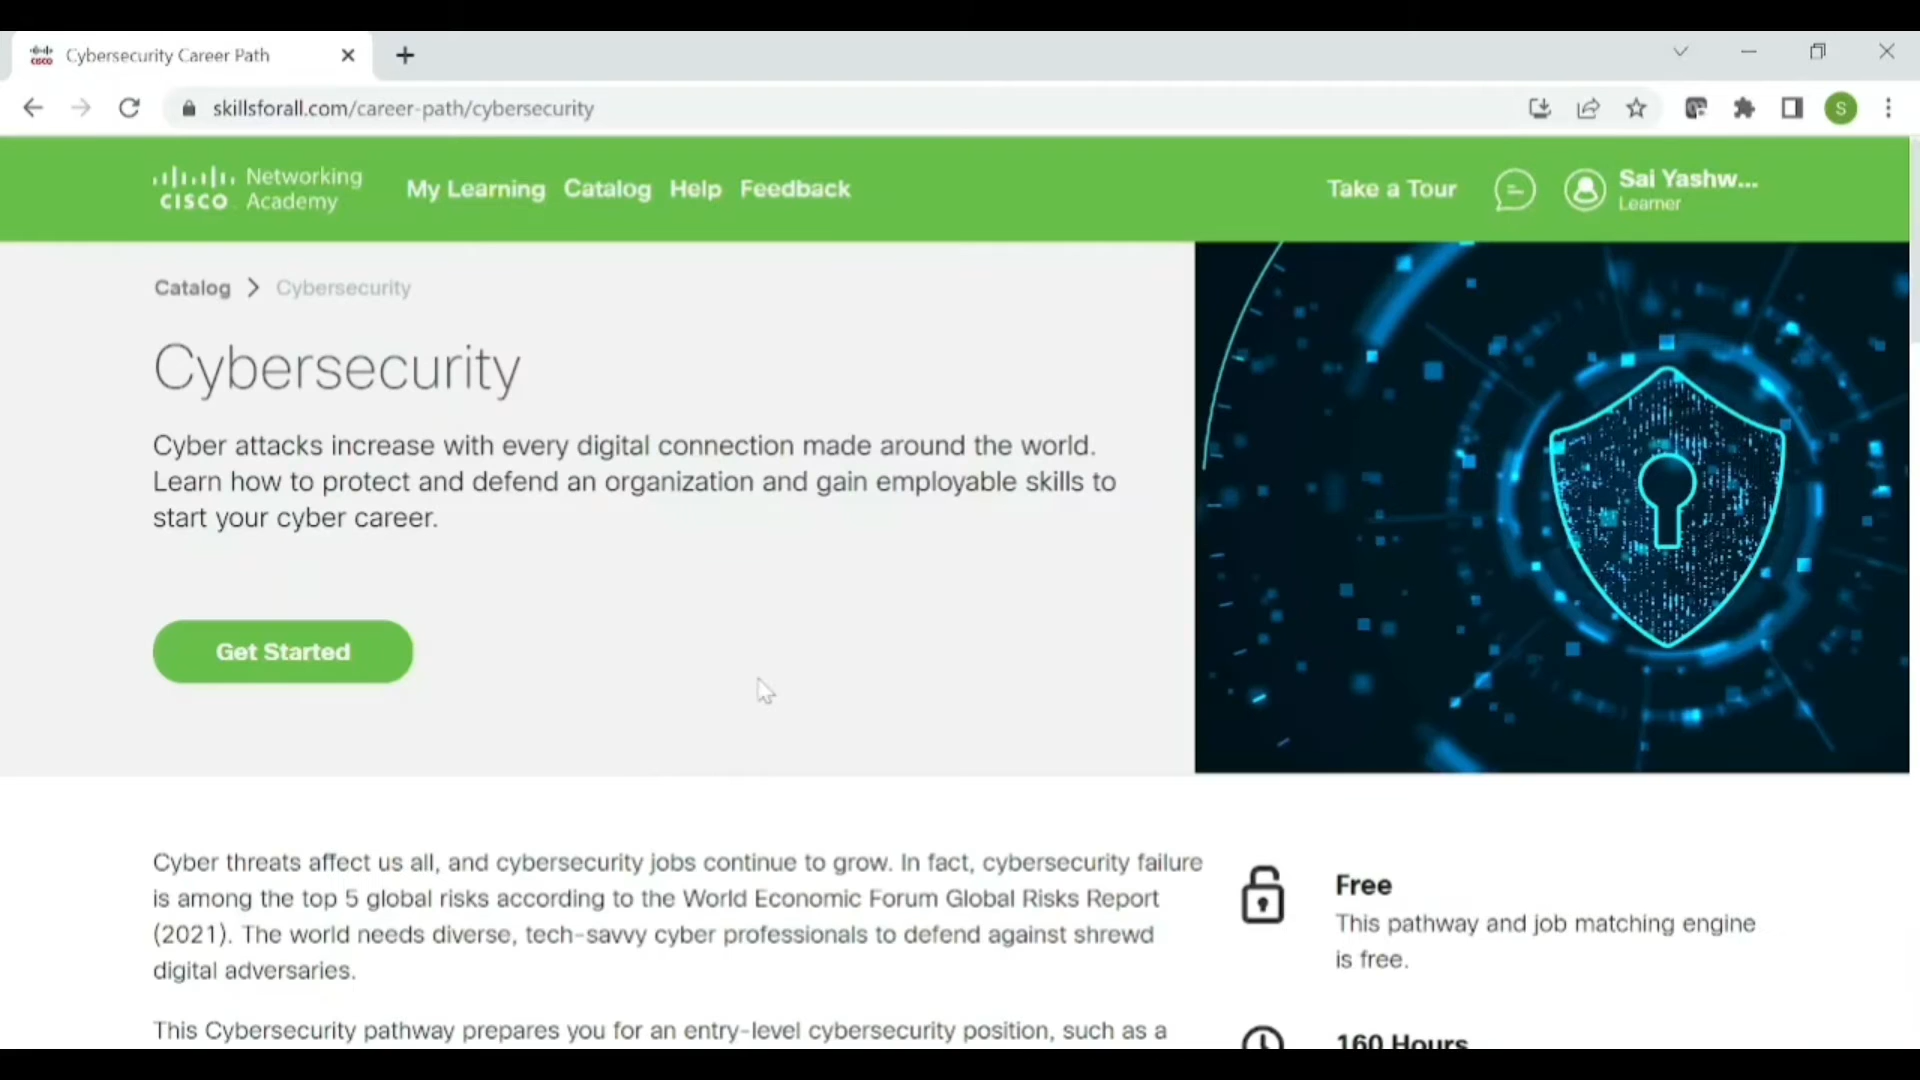 Cybersecurity Career Path
skillsforall.com/career-path/cybersecurity
S
CISCO Networking Academy
My Learning Catalog Help Feedback
Take a Tour
Sai Yashw...
Learner
Catalog > Cybersecurity
Cybersecurity
Cyber attacks increase with every digital connection made around the world.
Learn how to protect and defend an organization and gain employable skills to
start your cyber career.
Get Started
Cyber threats affect us all, and cybersecurity jobs continue to grow. In fact, cybersecurity failure
is among the top 5 global risks according to the World Economic Forum Global Risks Report
(2021). The world needs diverse, tech-savvy cyber professionals to defend against shrewd
digital adversaries.
This Cybersecurity pathway prepares you for an entry-level cybersecurity position, such as a
Free
This pathway and job matching engine
is free.
160 Hours